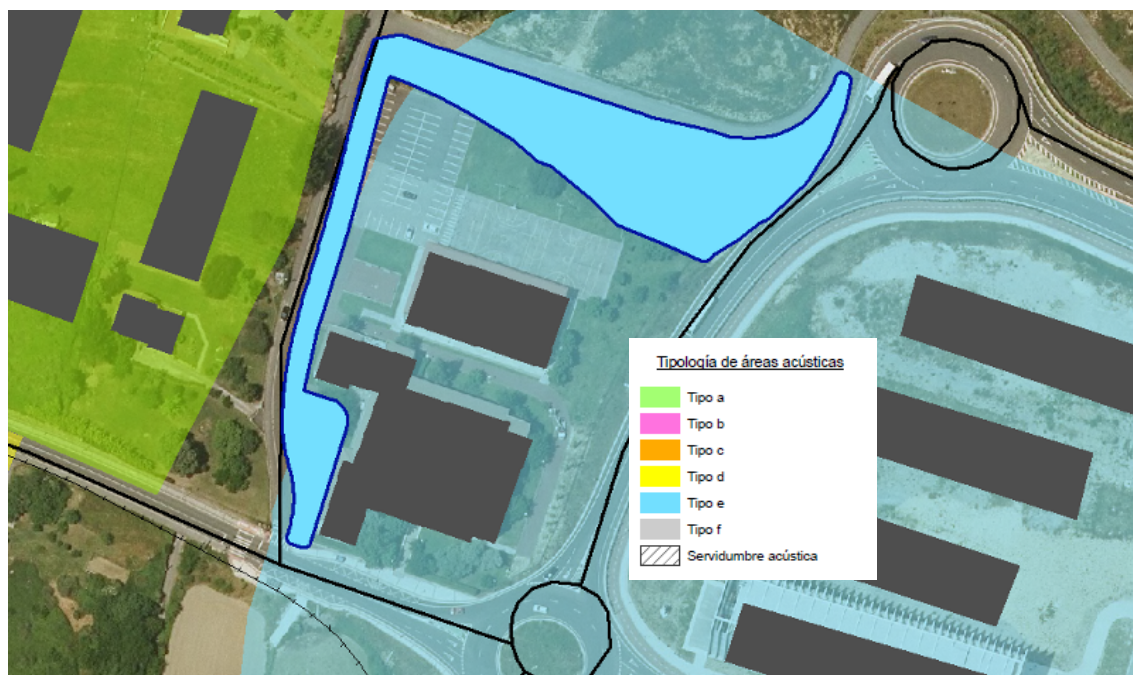 Tipología de áreas acústicas
Tipo a
Tipo b
Tipo c
Tipo d
Tipo e
Tipo f
Servidumbre acústica